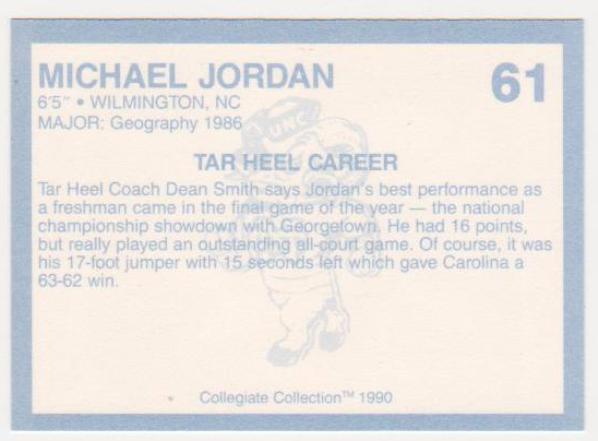 MICHAEL JORDAN 61
6'5" • WILMINGTON, NC
MAJOR: Geography 1986
UNC
TAR HEEL CAREER
Tar Heel Coach Dean Smith says Jordan's best performance as
a freshman came in the final game of the year — the national
championship showdown with Georgetown. He had 16 points,
but really played an outstanding all-court game. Of course, it was
his 17-foot jumper with 15 seconds left which gave Carolina a
63-62 win.
Collegiate Collection™ 1990